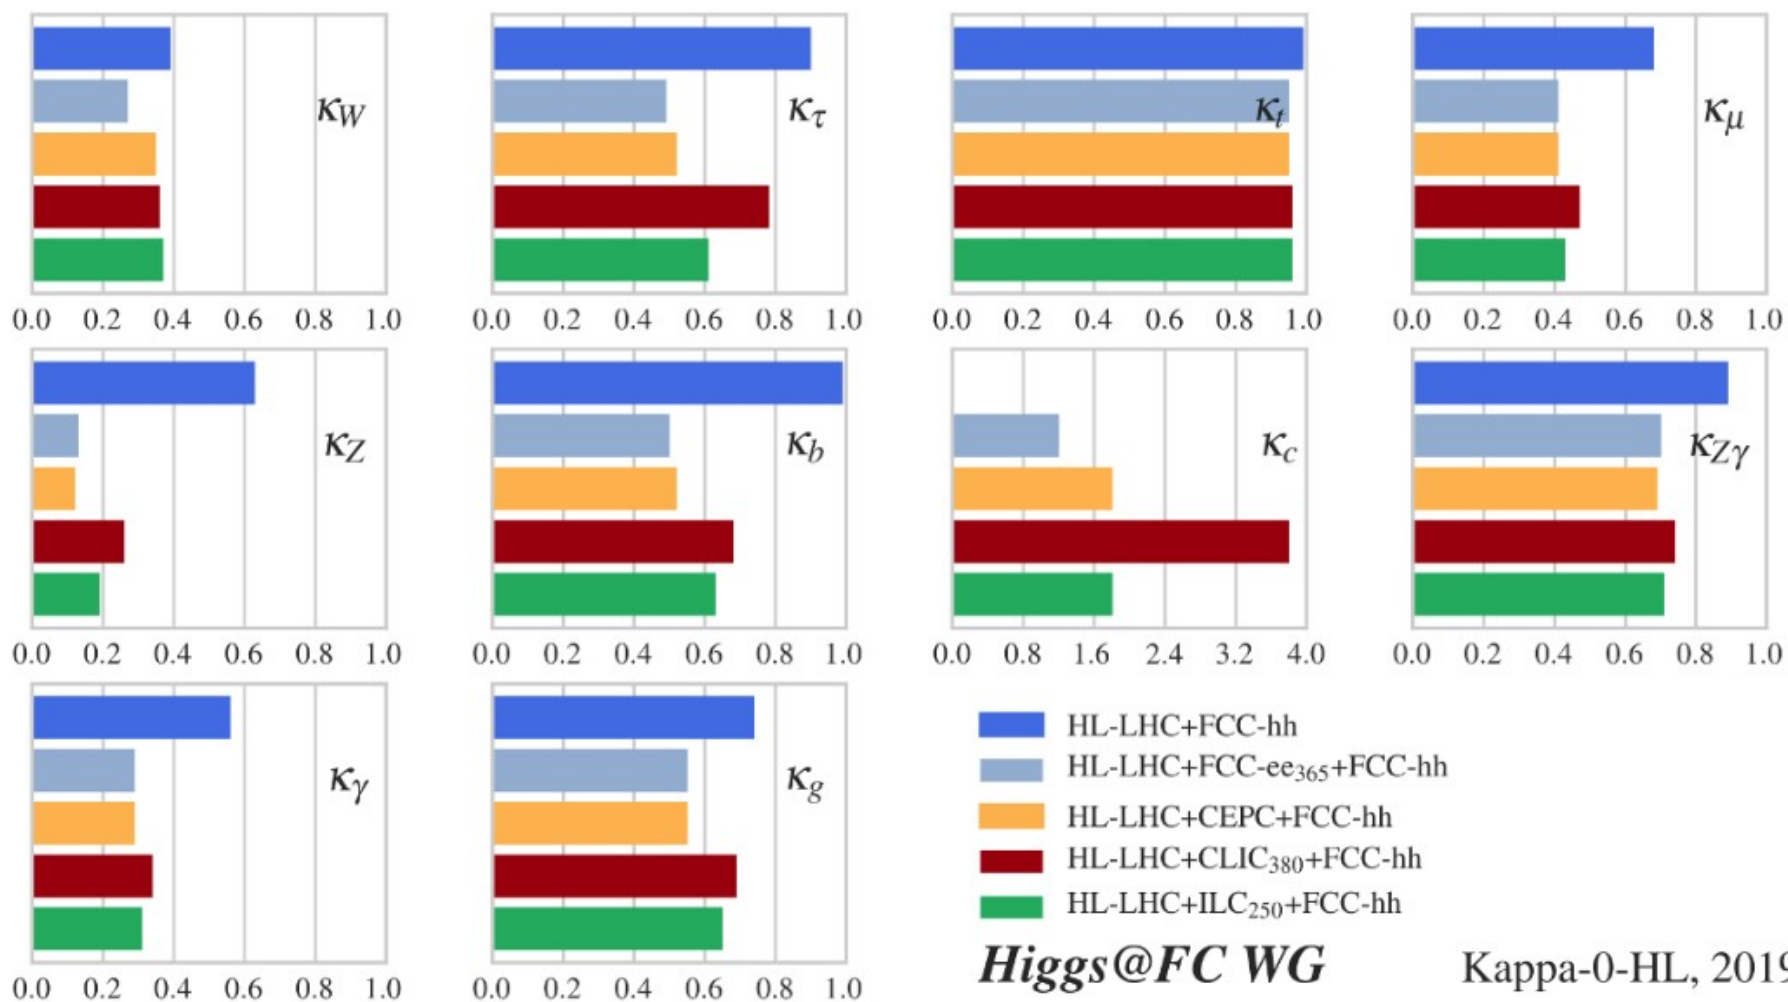 κW
κτ
κt
κμ
0.0 0.2 0.4 0.6 0.8 1.0
0.0 0.2 0.4 0.6 0.8 1.0
0.0 0.2 0.4 0.6 0.8 1.0
0.0 0.2 0.4 0.6 0.8 1.0
κZ
κb
κc
κZγ
0.0 0.2 0.4 0.6 0.8 1.0
0.0 0.2 0.4 0.6 0.8 1.0
0.0 0.8 1.6 2.4 3.2 4.0
0.0 0.2 0.4 0.6 0.8 1.0
κγ
κg
0.0 0.2 0.4 0.6 0.8 1.0
0.0 0.2 0.4 0.6 0.8 1.0
HL-LHC+FCC-hh
HL-LHC+FCC-ee365+FCC-hh
HL-LHC+CEPC+FCC-hh
HL-LHC+CLIC380+FCC-hh
HL-LHC+ILC250+FCC-hh
Higgs@FC WG
Kappa-0-HL, 2019